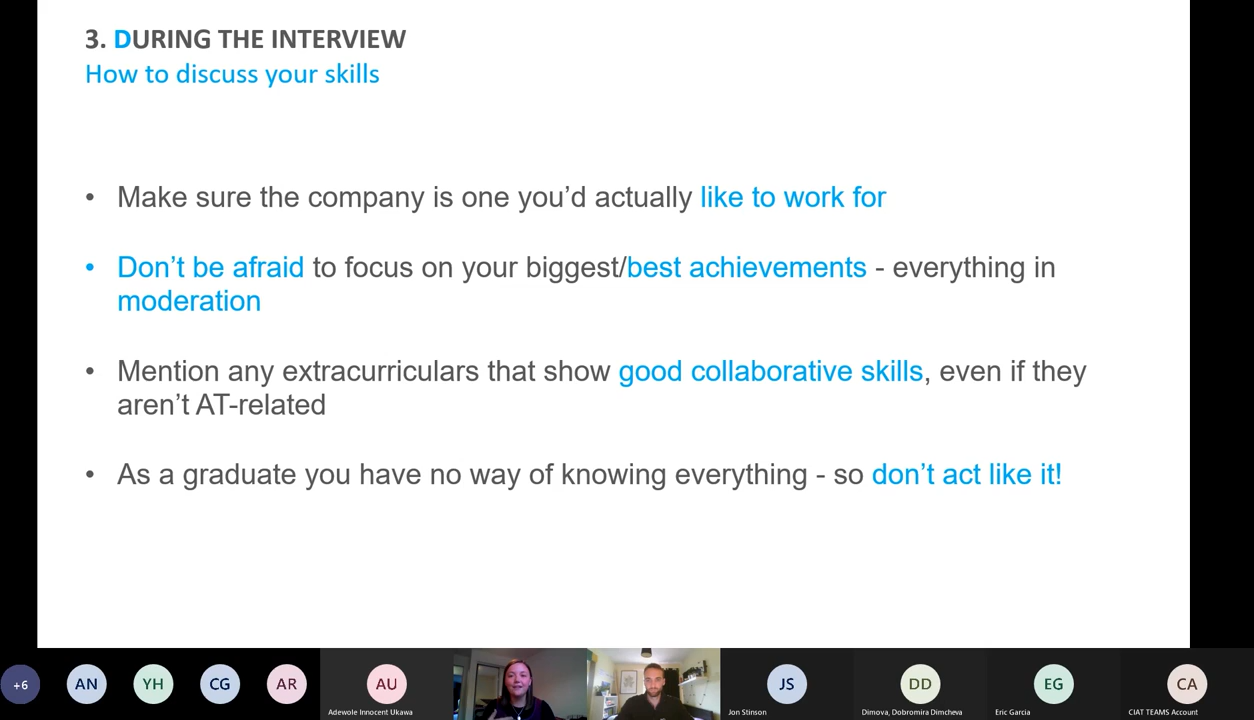 3. DURING THE INTERVIEW
How to discuss your skills
• Make sure the company is one you’d actually like to work for
• Don’t be afraid to focus on your biggest/best achievements - everything in
moderation
• Mention any extracurriculars that show good collaborative skills, even if they
aren’t AT-related
• As a graduate you have no way of knowing everything - so don’t act like it!
+6
AN
YH
CG
AR
AU
JS
DD
EG
CA
Adewole Innocent Ukawa
Jon Stinson
Dimova, Dobromira Dimcheva
Eric Garcia
CIAT TEAMS Account